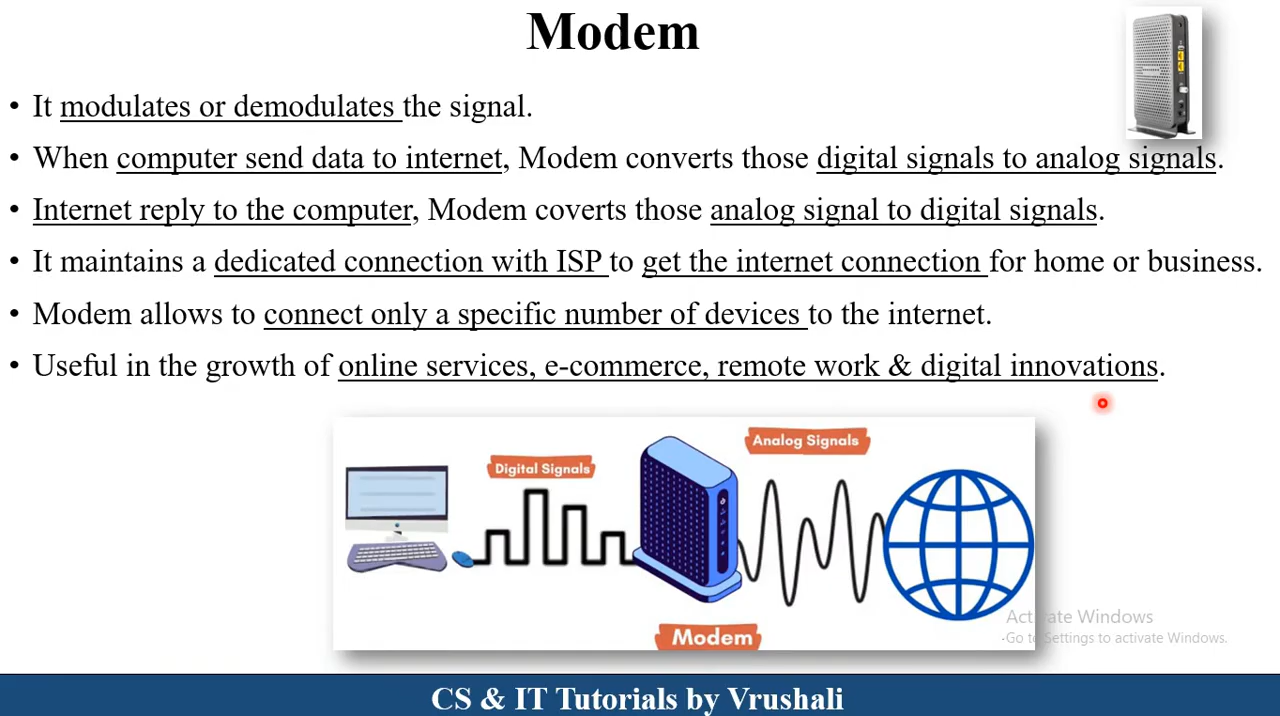 Modem
• It modulates or demodulates the signal.
• When computer send data to internet, Modem converts those digital signals to analog signals.
• Internet reply to the computer, Modem coverts those analog signal to digital signals.
• It maintains a dedicated connection with ISP to get the internet connection for home or business.
• Modem allows to connect only a specific number of devices to the internet.
• Useful in the growth of online services, e-commerce, remote work & digital innovations.
Analog Signals
Digital Signals
Modem
Activate Windows
Go to Settings to activate Windows.
CS & IT Tutorials by Vrushali